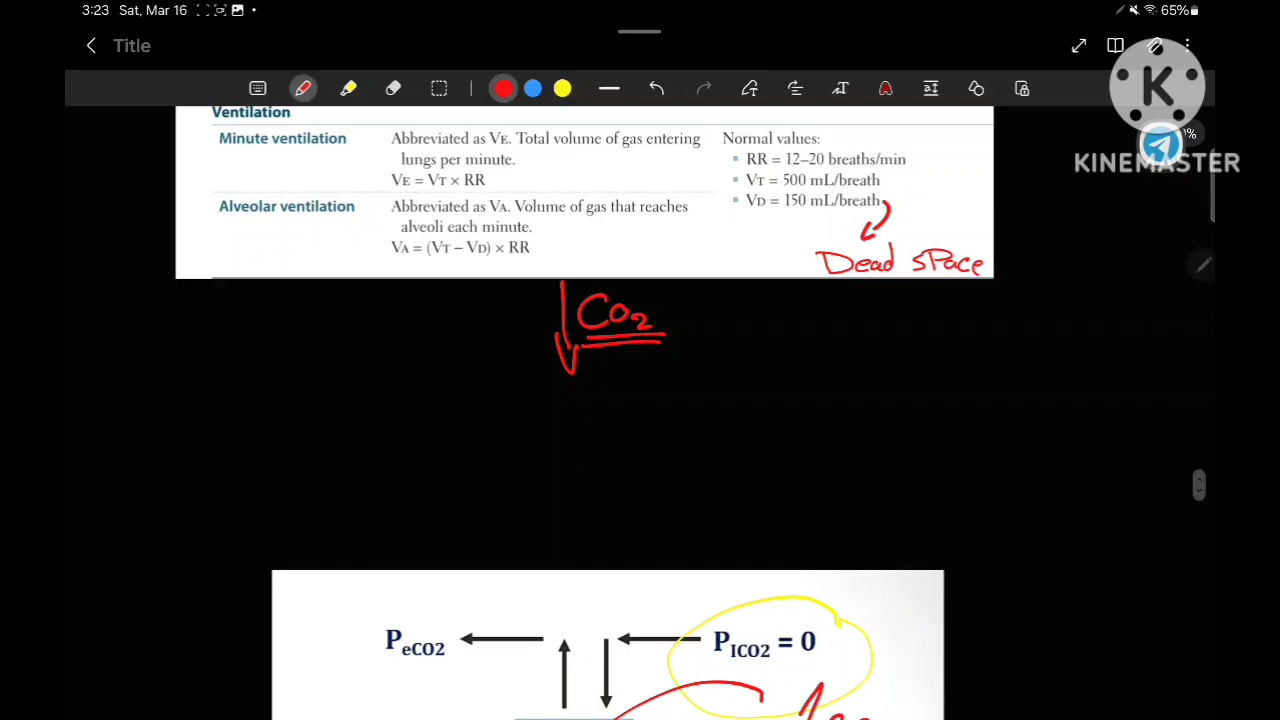 3:23 Sat, Mar 16
65%
Title
K
%
KINEMASTER
Ventilation
Minute ventilation
Abbreviated as VE. Total volume of gas entering
lungs per minute.
VE = VT × RR
Normal values:
▪ RR = 12–20 breaths/min
▪ VT = 500 mL/breath
▪ VD = 150 mL/breath
Alveolar ventilation
Abbreviated as VA. Volume of gas that reaches
alveoli each minute.
VA = (VT – VD) × RR
Dead space
CO2
PeCO2
PICO2 = 0